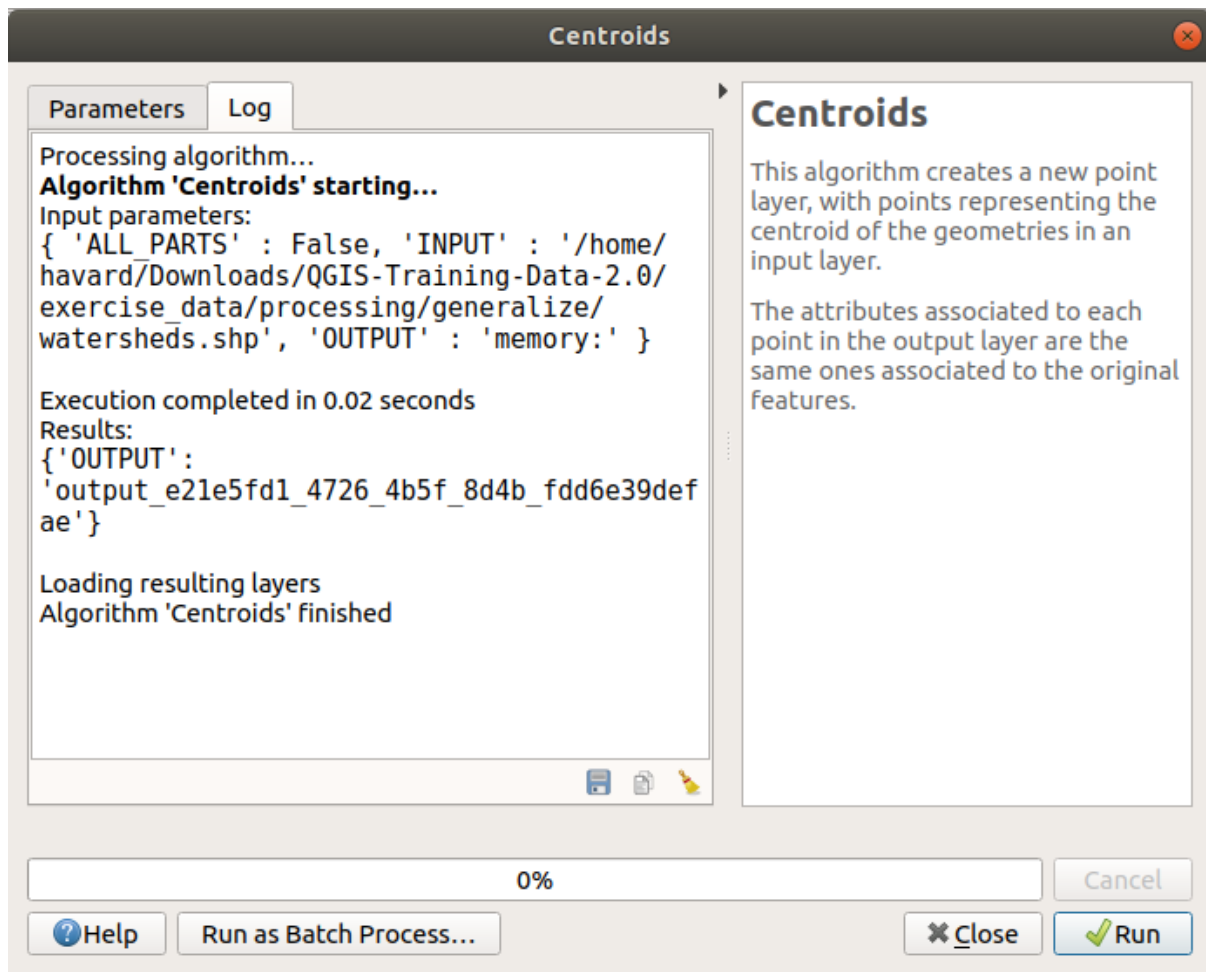 Centroids
Parameters
Log
Processing algorithm…
Algorithm 'Centroids' starting…
Input parameters:
{ 'ALL_PARTS' : False, 'INPUT' : '/home/
havard/Downloads/QGIS-Training-Data-2.0/
exercise_data/processing/generalize/
watersheds.shp', 'OUTPUT' : 'memory:' }
Execution completed in 0.02 seconds
Results:
{'OUTPUT':
'output_e21e5fd1_4726_4b5f_8d4b_fdd6e39def
ae'}
Loading resulting layers
Algorithm 'Centroids' finished
Centroids
This algorithm creates a new point
layer, with points representing the
centroid of the geometries in an
input layer.
The attributes associated to each
point in the output layer are the
same ones associated to the original
features.
0%
Cancel
Help
Run as Batch Process…
Close
Run